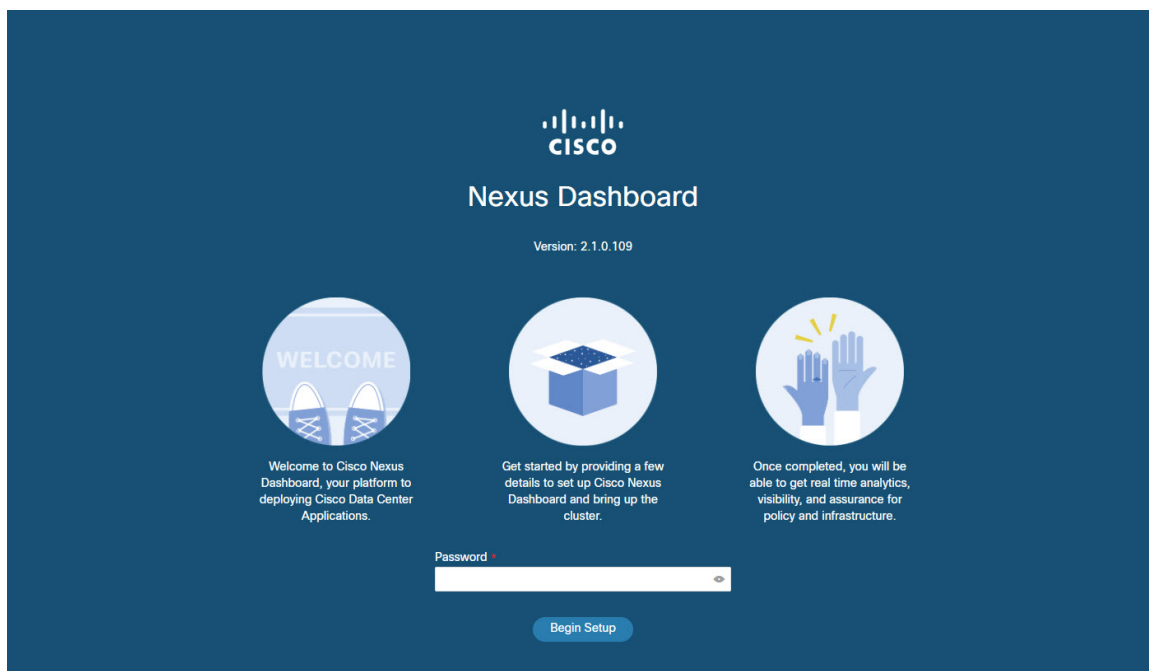 CISCO
Nexus Dashboard
Version: 2.1.0.109
WELCOME
Welcome to Cisco Nexus
Dashboard, your platform to
deploying Cisco Data Center
Applications.
Get started by providing a few
details to set up Cisco Nexus
Dashboard and bring up the
cluster.
Once completed, you will be
able to get real time analytics,
visibility, and assurance for
policy and infrastructure.
Password *
Begin Setup